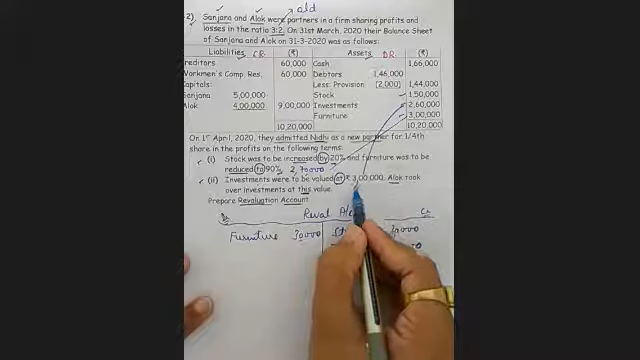 old
2). Sanjana and Alok were partners in a firm sharing profits and
losses in the ratio 3:2. On 31st March, 2020 their Balance Sheet
of Sanjana and Alok on 31-3-2020 was as follows:
Liabilities CR. (₹) Assets DR. (₹)
reditors 60,000 Cash 1,66,000
Workmen's Comp. Res, 60,000 Debtors 1,46,000
Capitals: Less: Provision (2,000) 1,44,000
Sanjana 5,00,000 Stock 1,50,000
Alok 4,00,000 9,00,000 Investments 2,60,000
Furniture 3,00,000
10,20,000 10,20,000
On 1st April, 2020, they admitted Nidhi as a new partner for 1/4th
share in the profits on the following terms:
(i) Stock was to be increased by 20% and furniture was to be
reduced to 90%. 2,70000
(ii) Investments were to be valued at ₹ 3,00,000. Alok took
over investments at this value.
Prepare Revaluation Account
Reval A/c Cr
Furniture 30000 St 30000